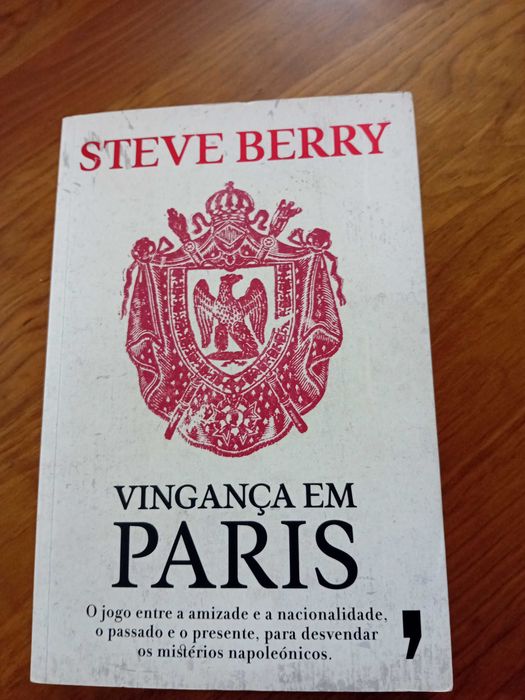 STEVE BERRY
VINGANÇA EM
PARIS
O jogo entre a amizade e a nacionalidade,
o passado e o presente, para desvendar
os mistérios napoleónicos.